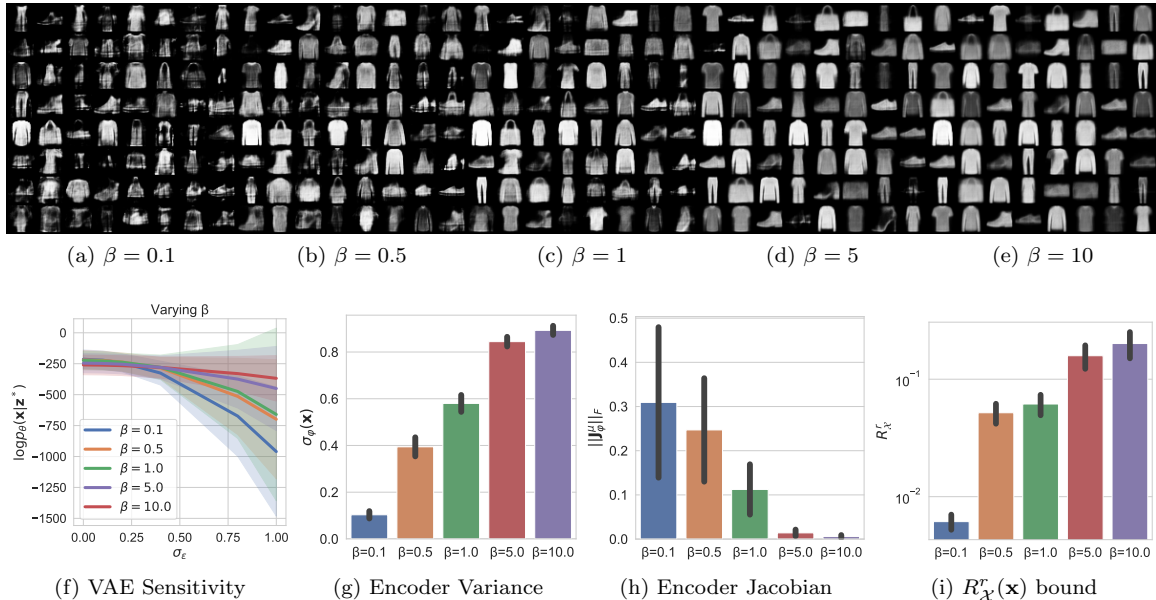 (a) β = 0.1
(b) β = 0.5
(c) β = 1
(d) β = 5
(e) β = 10
Varying β
0
−250
−500
−750
−1000
−1250
−1500
log pθ(x|z*)
β = 0.1
β = 0.5
β = 1.0
β = 5.0
β = 10.0
0.00 0.25 0.50 0.75 1.00
σε
(f) VAE Sensitivity
0.8
0.6
0.4
0.2
0.0
σφ(x)
β=0.1 β=0.5 β=1.0 β=5.0 β=10.0
(g) Encoder Variance
0.5
0.4
0.3
0.2
0.1
0.0
||J^μ_φ||_F
β=0.1 β=0.5 β=1.0 β=5.0 β=10.0
(h) Encoder Jacobian
10⁻¹
10⁻²
R^r_𝒳
β=0.1 β=0.5 β=1.0 β=5.0 β=10.0
(i) R^r_𝒳(x) bound